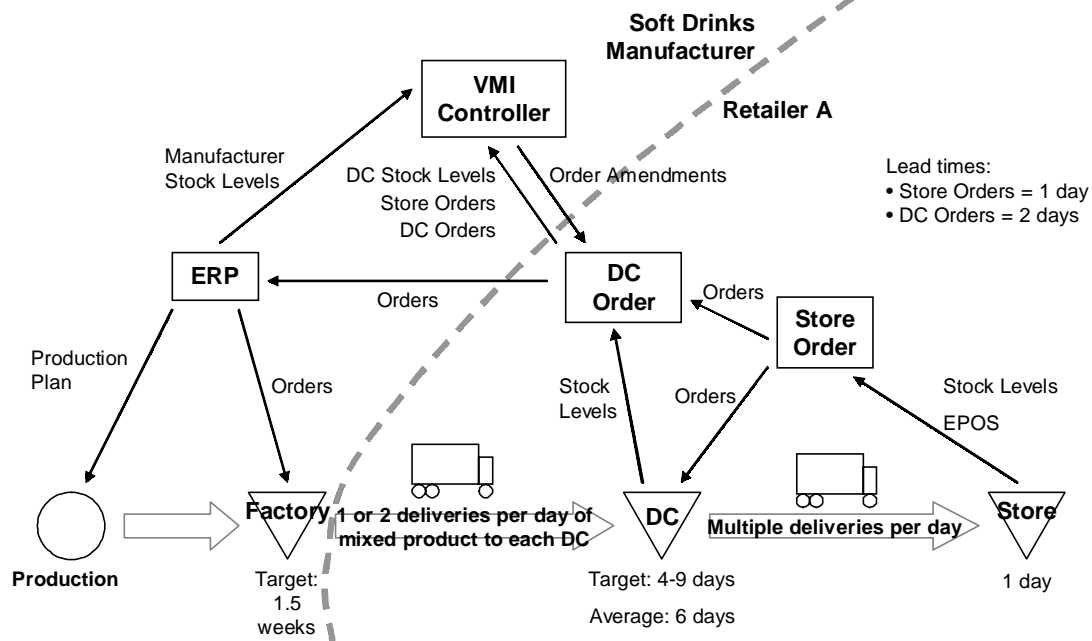 Soft Drinks
Manufacturer
VMI
Controller
Retailer A
Manufacturer
Stock Levels
DC Stock Levels
Store Orders
DC Orders
Order Amendments
Lead times:
• Store Orders = 1 day
• DC Orders = 2 days
ERP
Orders
DC
Order
Orders
Store
Order
Production
Plan
Orders
Stock
Levels
Orders
Stock Levels
EPOS
Factory
1 or 2 deliveries per day of
mixed product to each DC
DC
Multiple deliveries per day
Store
Production
Target:
1.5
weeks
Target: 4-9 days
Average: 6 days
1 day